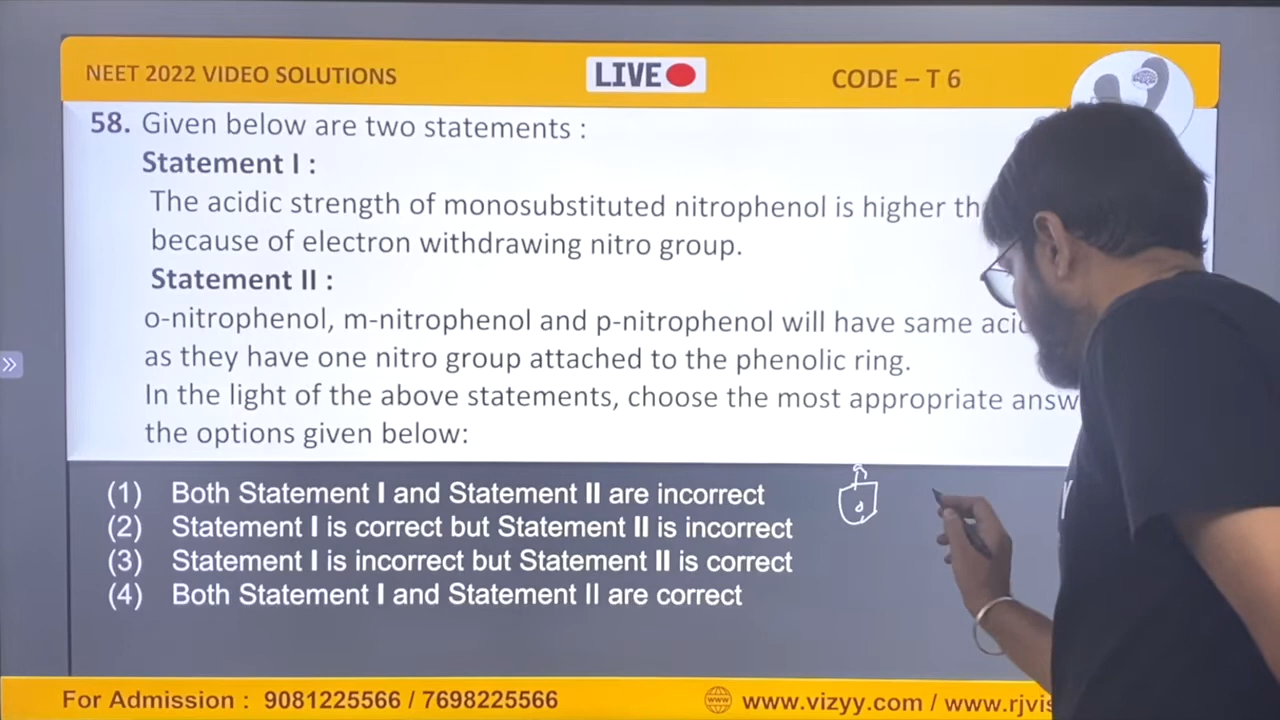 NEET 2022 VIDEO SOLUTIONS
LIVE
CODE – T 6
58. Given below are two statements :
Statement I :
The acidic strength of monosubstituted nitrophenol is higher
because of electron withdrawing nitro group.
Statement II :
o-nitrophenol, m-nitrophenol and p-nitrophenol will have same
as they have one nitro group attached to the phenolic ring.
In the light of the above statements, choose the most appropriate
the options given below:
(1) Both Statement I and Statement II are incorrect
(2) Statement I is correct but Statement II is incorrect
(3) Statement I is incorrect but Statement II is correct
(4) Both Statement I and Statement II are correct
For Admission : 9081225566 / 7698225566
www.vizyy.com / www.rjvis